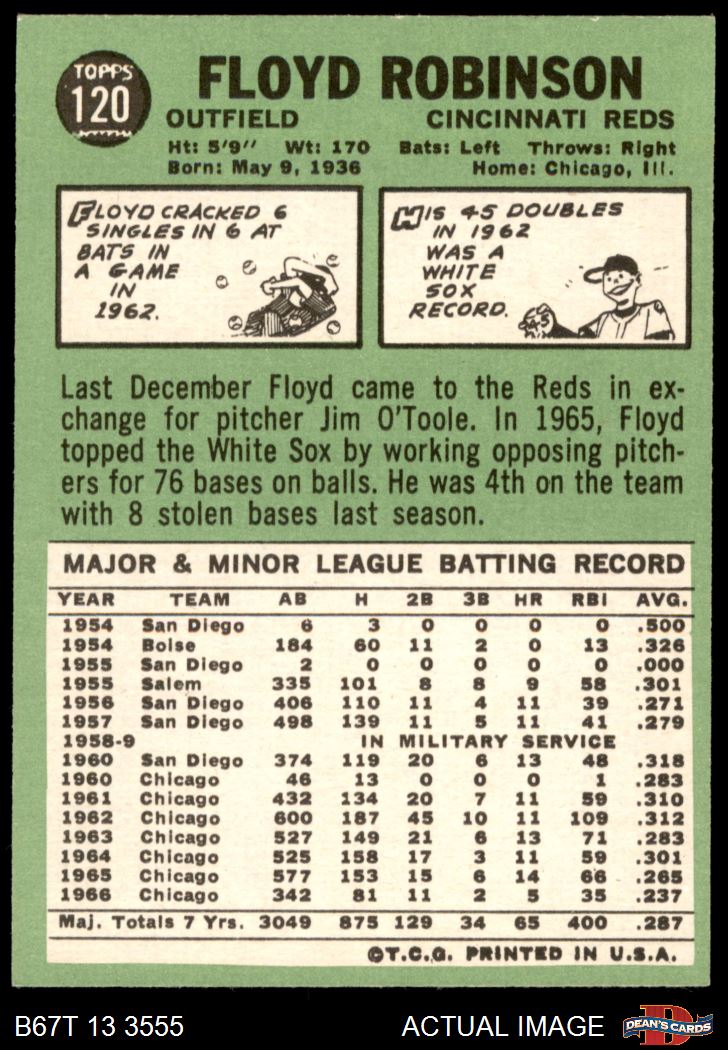 TOPPS
120
FLOYD ROBINSON
OUTFIELD CINCINNATI REDS
Ht: 5'9" Wt: 170 Bats: Left Throws: Right
Born: May 9, 1936 Home: Chicago, Ill.
FLOYD CRACKED 6
SINGLES IN 6 AT
BATS IN
A GAME
IN
1962.
HIS 45 DOUBLES
IN 1962
WAS A
WHITE
SOX
RECORD.
45
Last December Floyd came to the Reds in ex-
change for pitcher Jim O'Toole. In 1965, Floyd
topped the White Sox by working opposing pitch-
ers for 76 bases on balls. He was 4th on the team
with 8 stolen bases last season.
MAJOR & MINOR LEAGUE BATTING RECORD
YEAR TEAM AB H 2B 3B HR RBI AVG.
1954 San Diego 6 3 0 0 0 0 .500
1954 Boise 184 60 11 2 0 13 .326
1955 San Diego 2 0 0 0 0 0 .000
1955 Salem 335 101 8 8 9 58 .301
1956 San Diego 406 110 11 4 11 39 .271
1957 San Diego 498 139 11 5 11 41 .279
1958-9 IN MILITARY SERVICE
1960 San Diego 374 119 20 6 13 48 .318
1960 Chicago 46 13 0 0 0 1 .283
1961 Chicago 432 134 20 7 11 59 .310
1962 Chicago 600 187 45 10 11 109 .312
1963 Chicago 527 149 21 6 13 71 .283
1964 Chicago 525 158 17 3 11 59 .301
1965 Chicago 577 153 15 6 14 66 .265
1966 Chicago 342 81 11 2 5 35 .237
Maj. Totals 7 Yrs. 3049 875 129 34 65 400 .287
©T.C.G. PRINTED IN U.S.A.
B67T 13 3555 ACTUAL IMAGE
D
DEAN'S CARDS